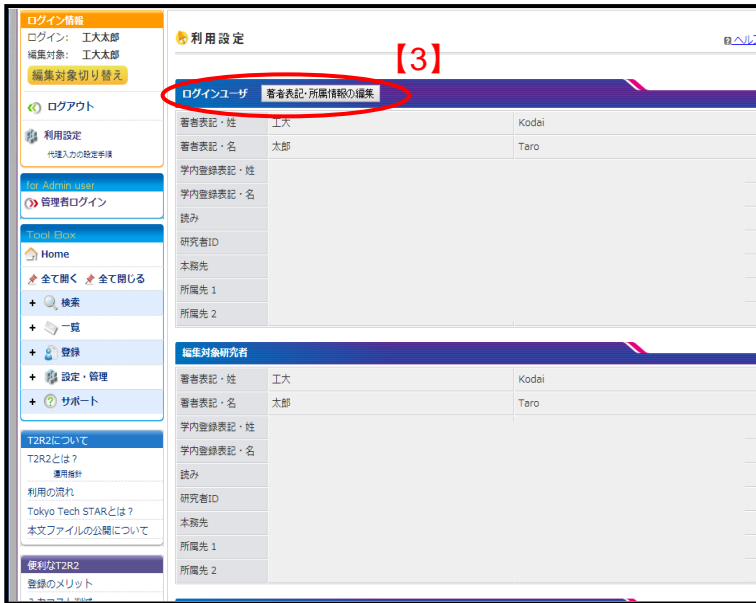 ログイン情報
ログイン: 工大太郎
編集対象: 工大太郎
編集対象切り替え
ログアウト
利用設定
代理入力の設定手順
for Admin user
管理者ログイン
Tool Box
Home
全て開く 全て閉じる
+ 検索
+ 一覧
+ 登録
+ 設定・管理
+ サポート
T2R2について
T2R2とは?
運用指針
利用の流れ
Tokyo Tech STARとは?
本文ファイルの公開について
便利なT2R2
登録のメリット
利用設定
【3】
ログインユーザ 著者表記・所属情報の編集
著者表記・姓 工大 Kodai
著者表記・名 太郎 Taro
学内登録表記・姓
学内登録表記・名
読み
研究者ID
本務先
所属先 1
所属先 2
編集対象研究者
著者表記・姓 工大 Kodai
著者表記・名 太郎 Taro
学内登録表記・姓
学内登録表記・名
読み
研究者ID
本務先
所属先 1
所属先 2